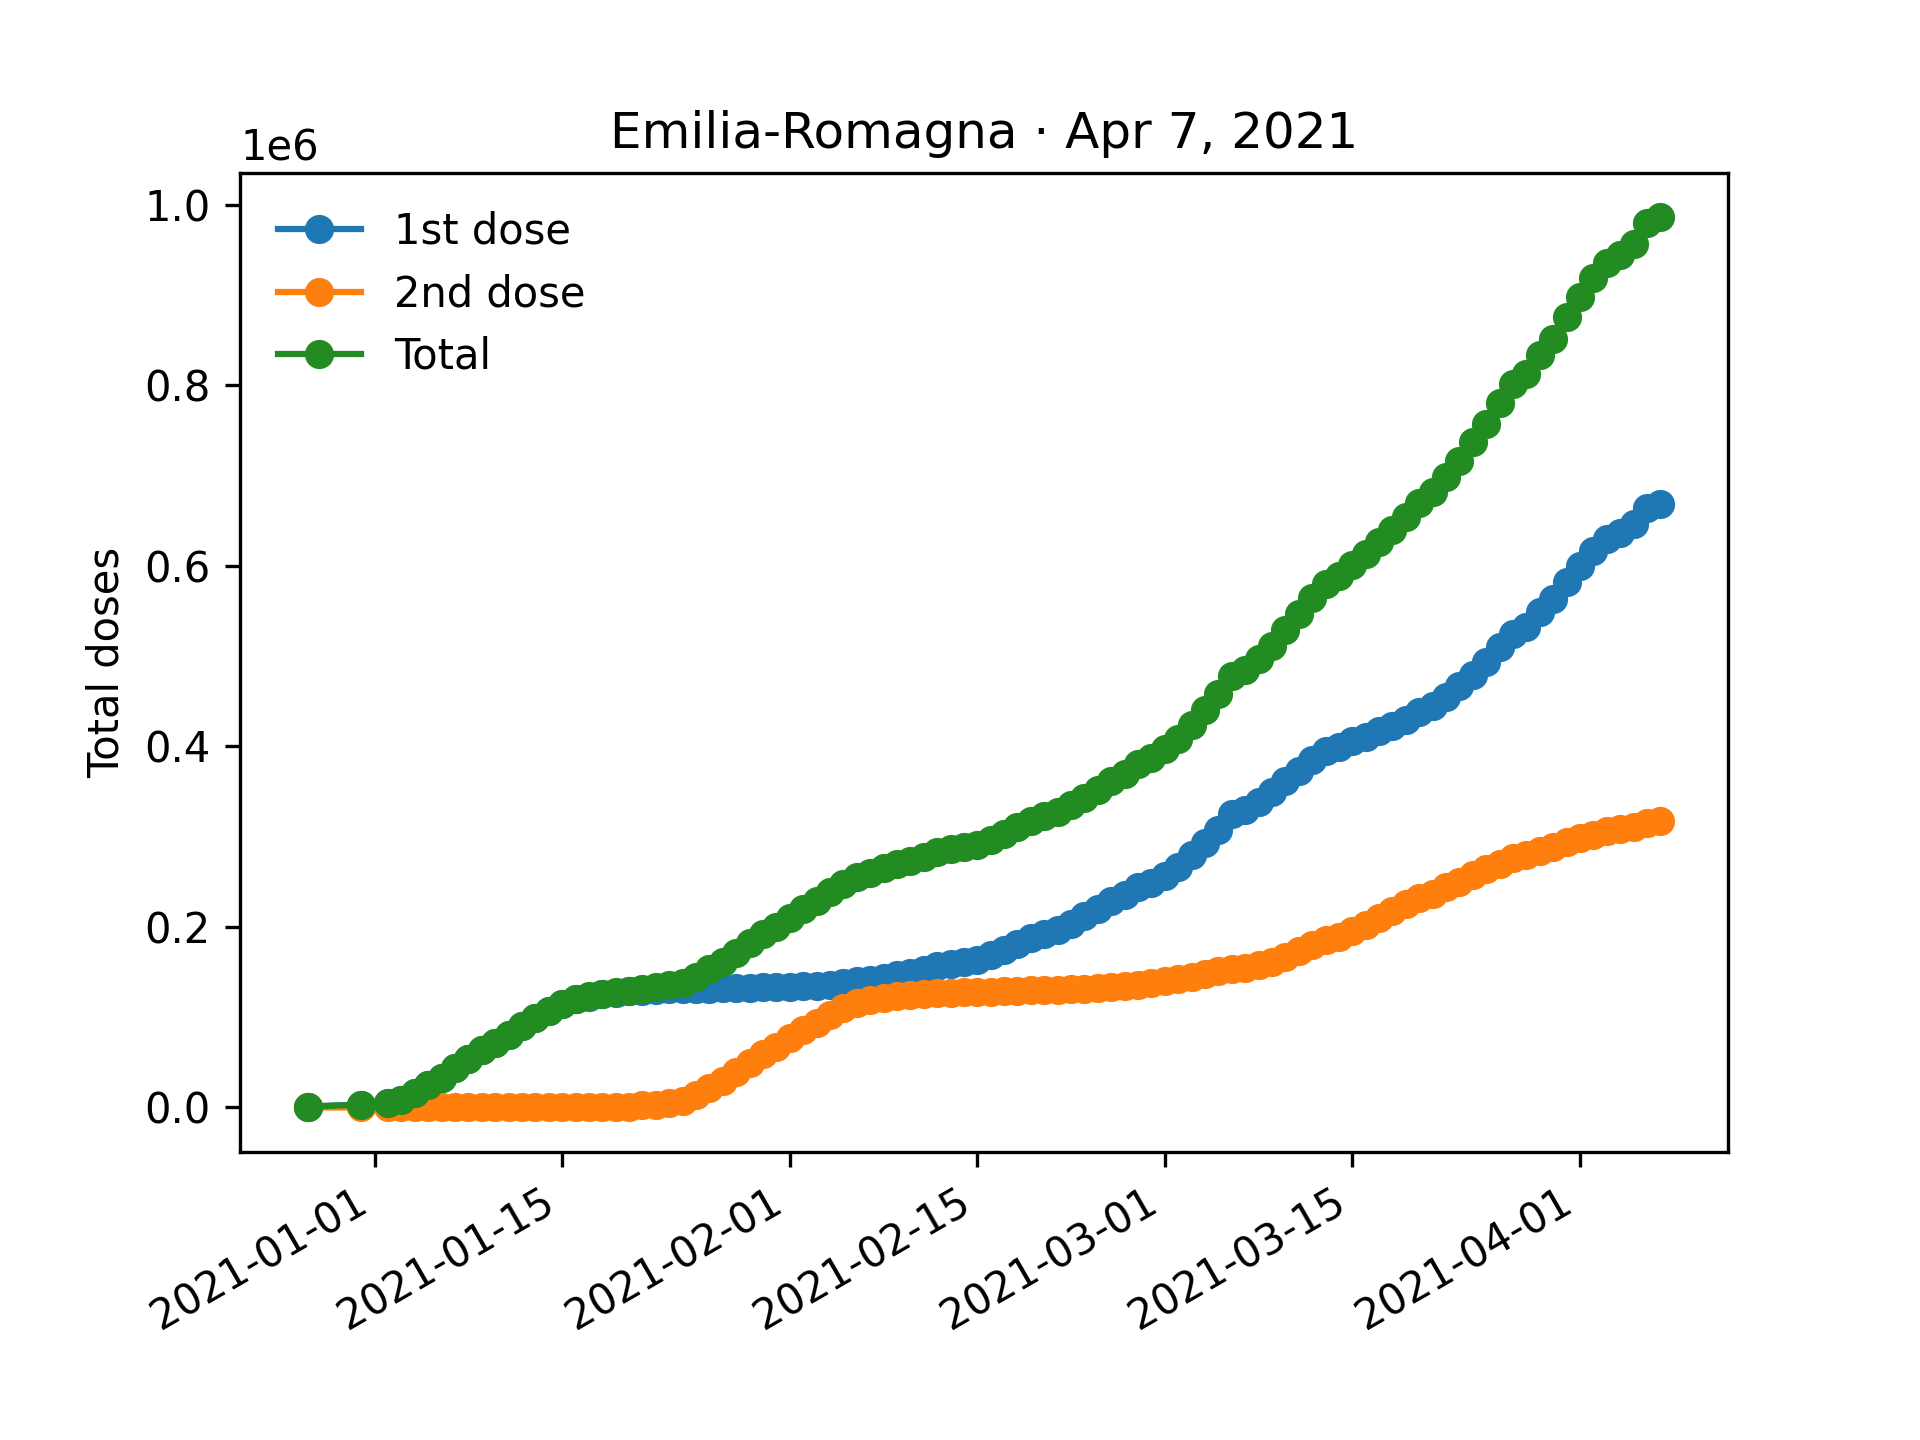 Emilia-Romagna · Apr 7, 2021
1e6
1.0
0.8
0.6
0.4
0.2
0.0
Total doses
1st dose
2nd dose
Total
2021-01-01
2021-01-15
2021-02-01
2021-02-15
2021-03-01
2021-03-15
2021-04-01